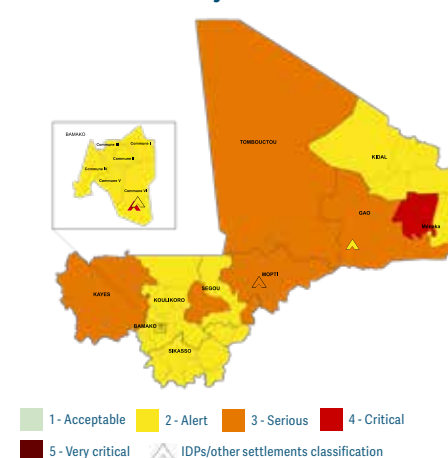 BAMAKO
Commune III
Commune I
Commune II
Commune IV
Commune V
Commune VI
TOMBOUCTOU
KIDAL
GAO
Menaka
MOPTI
SEGOU
KAYES
KOULIKORO
BAMAKO
SIKASSO
1 - Acceptable 2 - Alert 3 - Serious 4 - Critical
5 - Very critical IDPs/other settlements classification